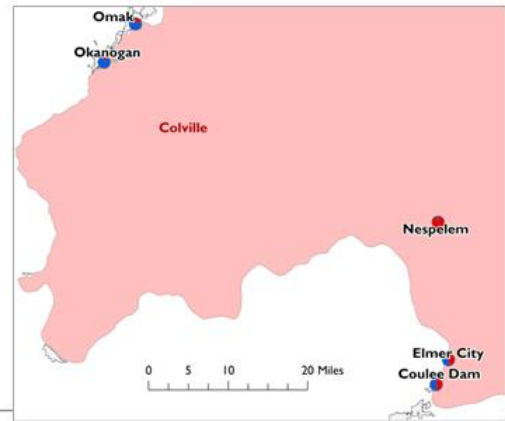 Omak
Okanogan
Colville
Nespelem
Elmer City
Coulee Dam
0 5 10 20 Miles